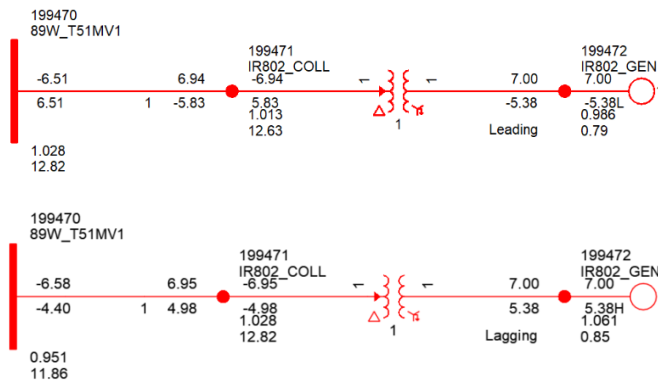 199470
89W_T51MV1
199471
IR802_COLL
199472
IR802_GEN
-6.51 6.94 -6.94 1 1 7.00 7.00
6.51 1 -5.83 5.83 -5.38 -5.38L
1.013 0.986
12.63 1 Leading 0.79
1.028
12.82
199470
89W_T51MV1
199471
IR802_COLL
199472
IR802_GEN
-6.58 6.95 -6.95 1 1 7.00 7.00
-4.40 1 4.98 -4.98 5.38 5.38H
1.028 1.061
12.82 1 Lagging 0.85
0.951
11.86